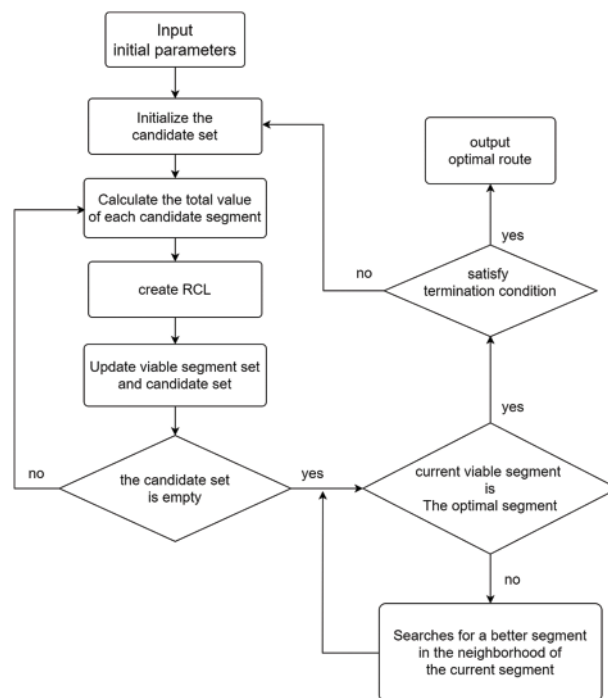 Input
initial parameters
Initialize the
candidate set
Calculate the total value
of each candidate segment
create RCL
Update viable segment set
and candidate set
the candidate set
is empty
no
yes
current viable segment
is
The optimal segment
no
Searches for a better segment
in the neighborhood of
the current segment
yes
satisfy
termination condition
no
yes
output
optimal route